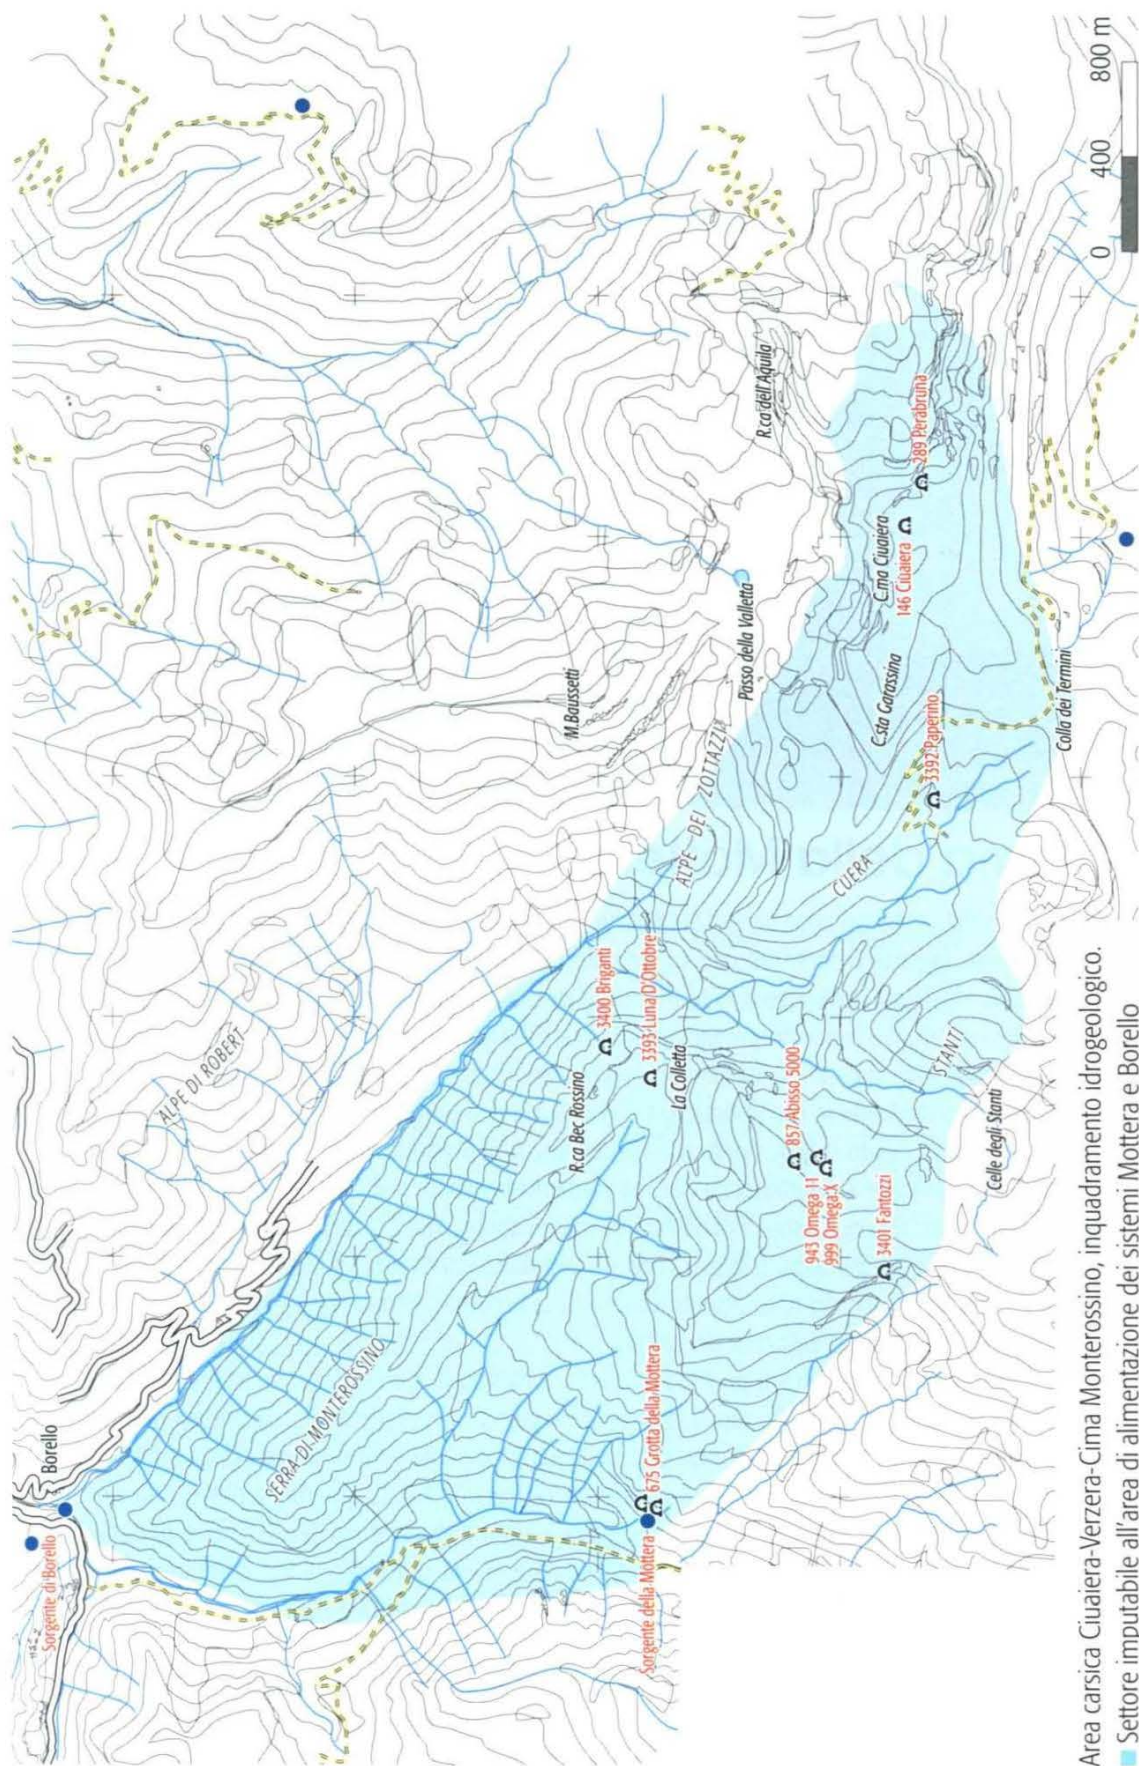 Sorgente di Borello
Borello
ALPE DI ROBERT
SERRA DI MONTEROSSINO
M.Baussetti
R.ca dell'Aquila
Passo della Valletta
ALPE DEI ZOTTAZZI
3400 Briganti
3393 Luna D'Ottobre
R.ca Bec Rossino
La Colletta
Sorgente della Mottera
675 Grotta della Mottera
857 Abisso 5000
943 Omega 11
999 Omega X
3401 Fantozzi
CUERA
STANTI
Celle degli Stanti
C.sta Garassina
C.ma Ciuaiera
146 Ciuaiera
289 Perabruna
3392 Paperino
Colla dei Termini
0 400 800 m
Area carsica Ciuaiera-Verzera-Cima Monterossino, inquadramento idrogeologico.
Settore imputabile all'area di alimentazione dei sistemi Mottera e Borello